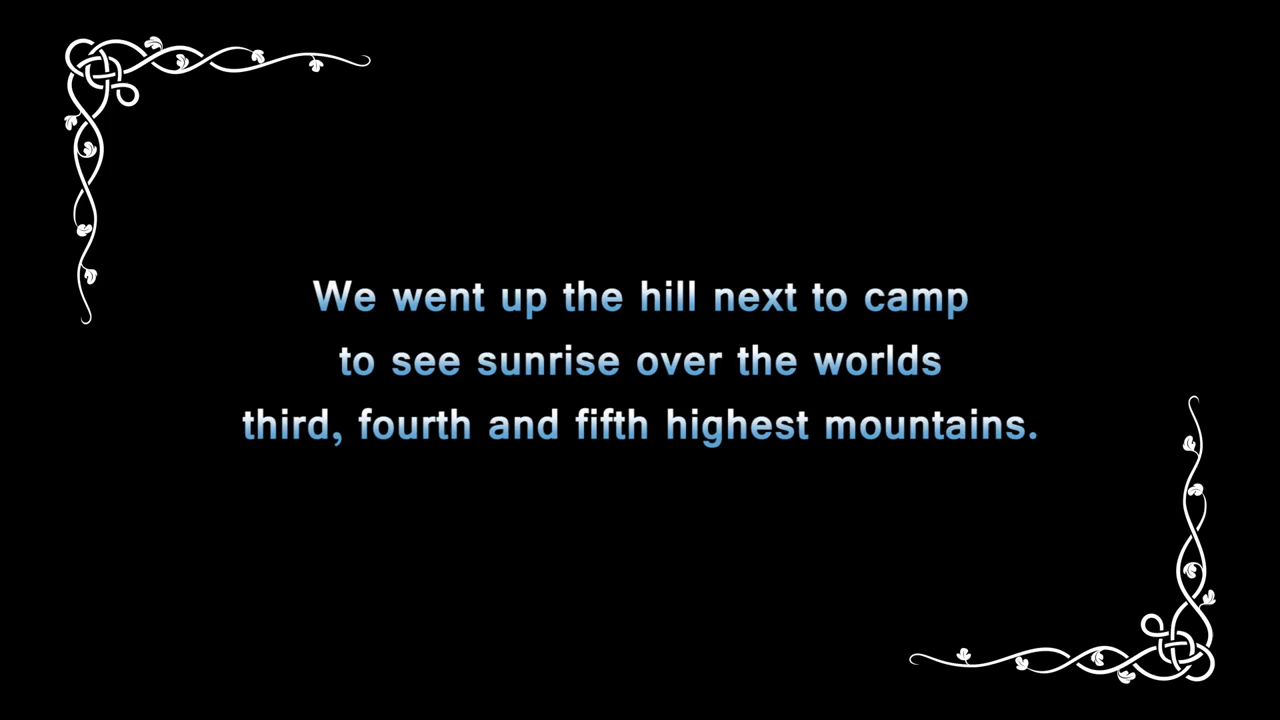 We went up the hill next to camp
to see sunrise over the worlds
third, fourth and fifth highest mountains.